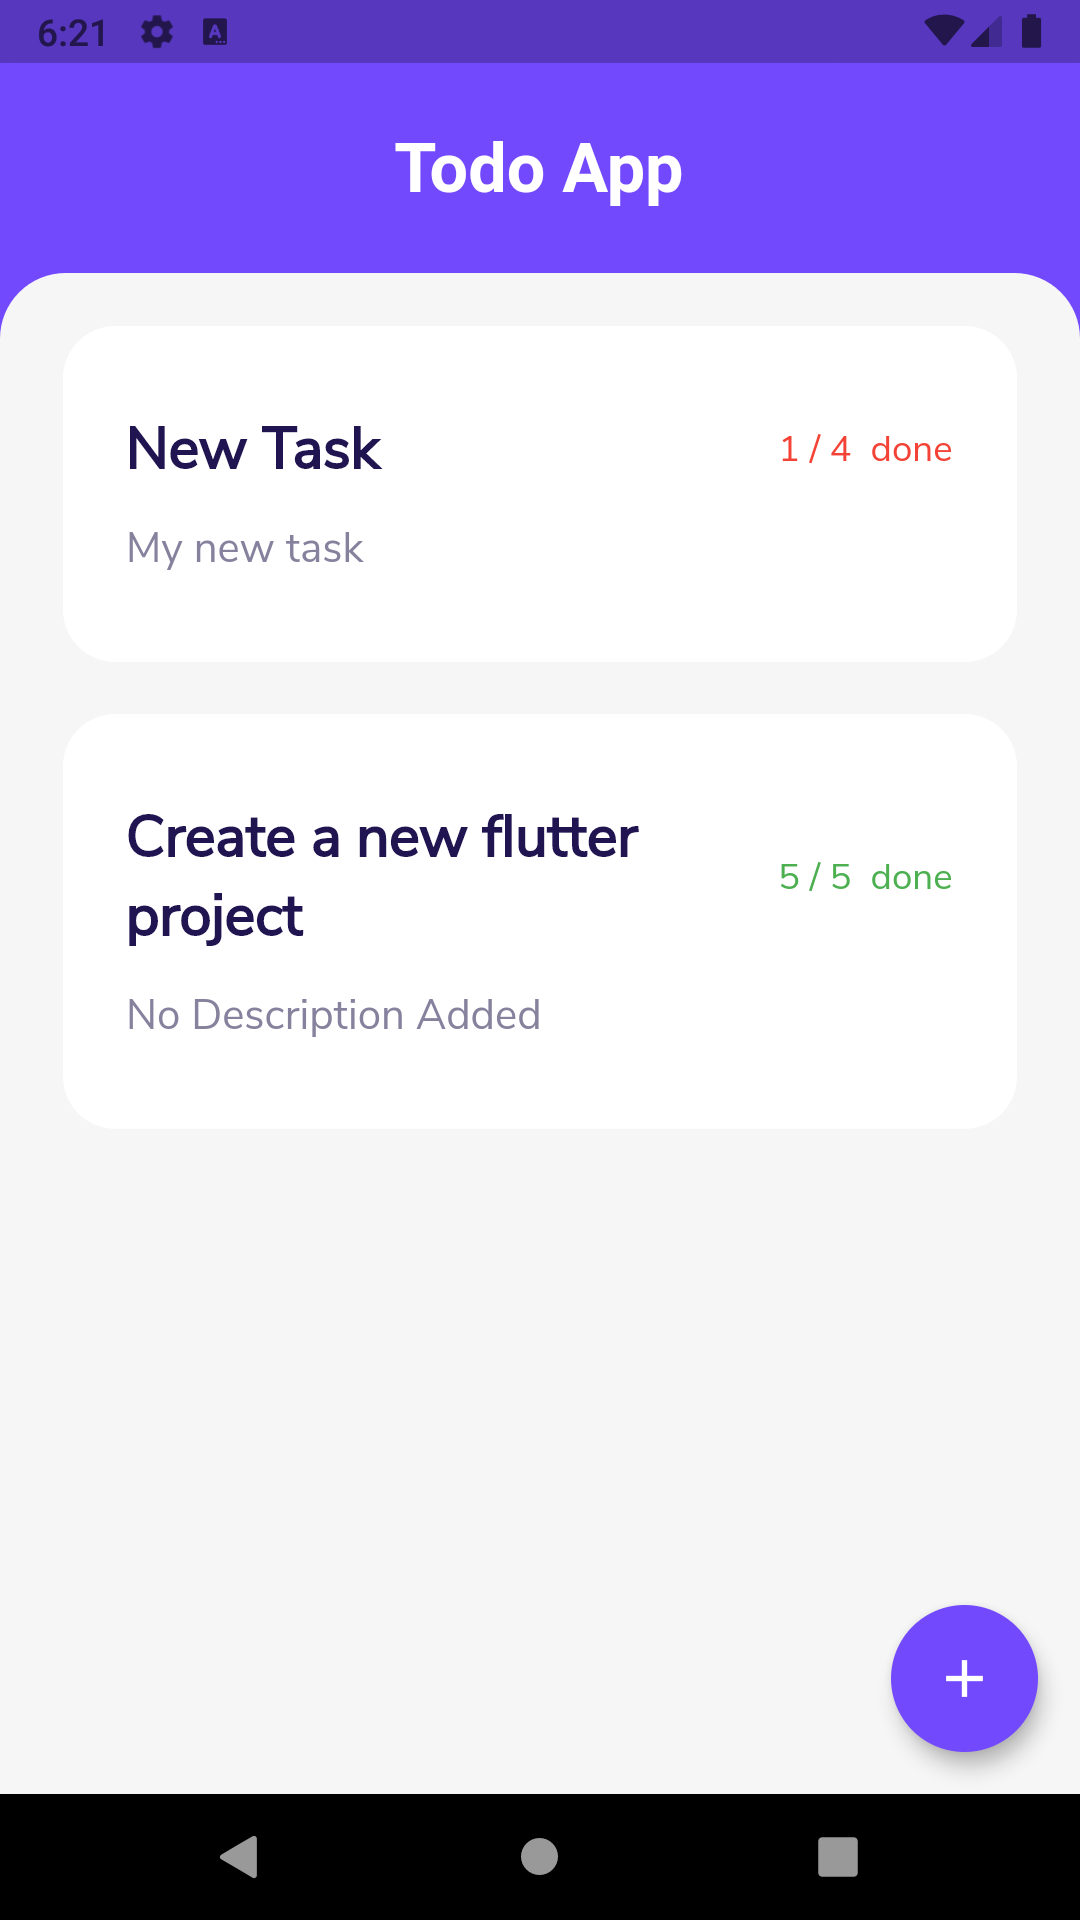 6:21
Todo App
New Task
1 / 4 done
My new task
Create a new flutter
project
5 / 5 done
No Description Added